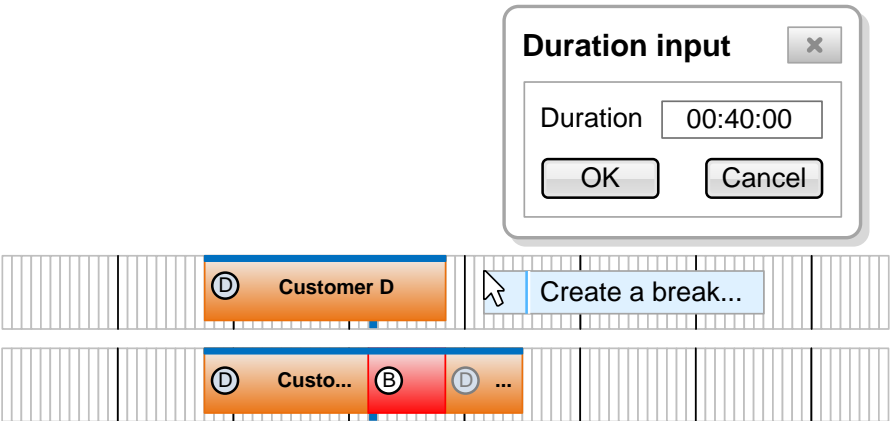 Duration input
Duration 00:40:00
OK Cancel
D Customer D
Create a break...
D Custo... B D ...